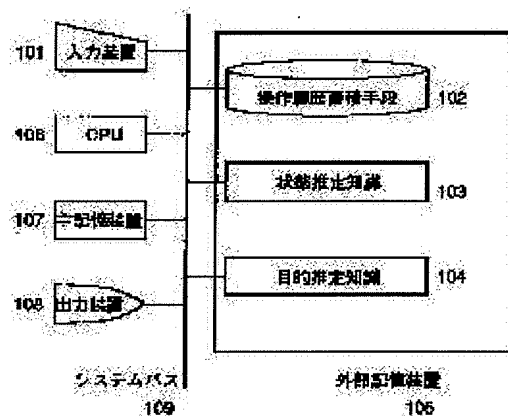 101 入力装置
操作履歴蓄積手段 102
106 CPU
状態推定知識 103
107 主記憶装置
目的推定知識 104
108 出力装置
システムバス 外部記憶装置
109 105